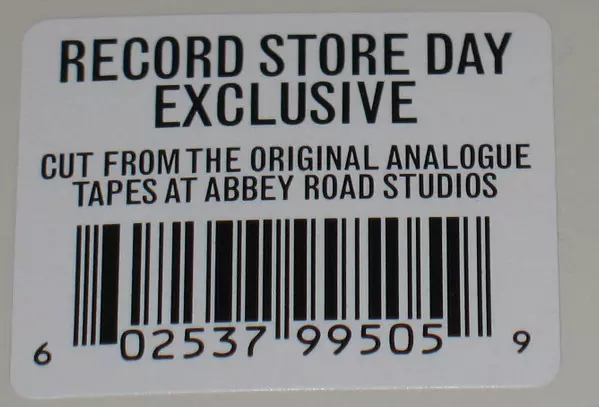 RECORD STORE DAY
EXCLUSIVE
CUT FROM THE ORIGINAL ANALOGUE
TAPES AT ABBEY ROAD STUDIOS
6 02537 99505 9